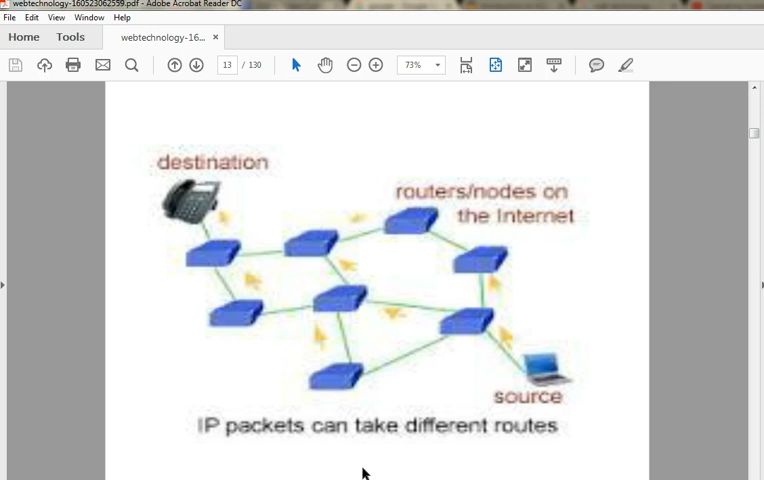 webtechnology-160523062559.pdf - Adobe Acrobat Reader DC
File Edit View Window Help
Home Tools webtechnology-16... ×
13 / 130 73%
destination
routers/nodes on
the Internet
source
IP packets can take different routes